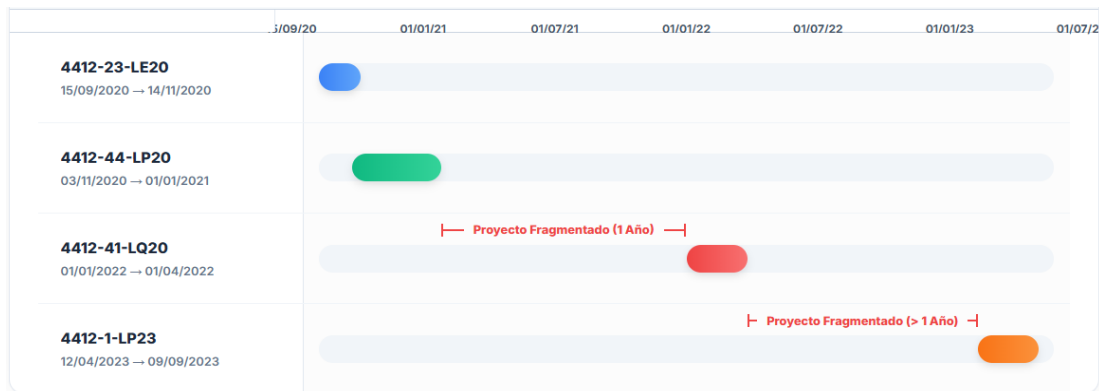 5/09/20 01/01/21 01/07/21 01/01/22 01/07/22 01/01/23 01/07/2
4412-23-LE20
15/09/2020 → 14/11/2020
4412-44-LP20
03/11/2020 → 01/01/2021
Proyecto Fragmentado (1 Año)
4412-41-LQ20
01/01/2022 → 01/04/2022
Proyecto Fragmentado (> 1 Año)
4412-1-LP23
12/04/2023 → 09/09/2023